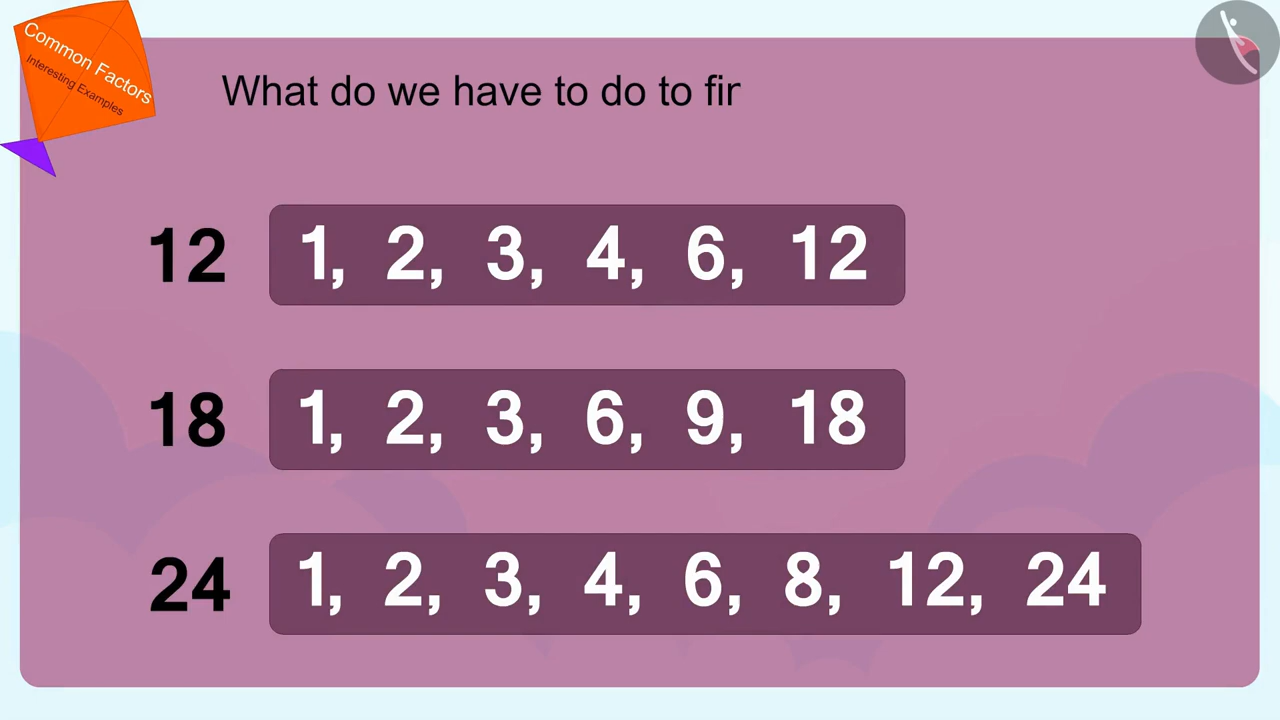 Common Factors
Interesting Examples
What do we have to do to fir
12 1, 2, 3, 4, 6, 12
18 1, 2, 3, 6, 9, 18
24 1, 2, 3, 4, 6, 8, 12, 24